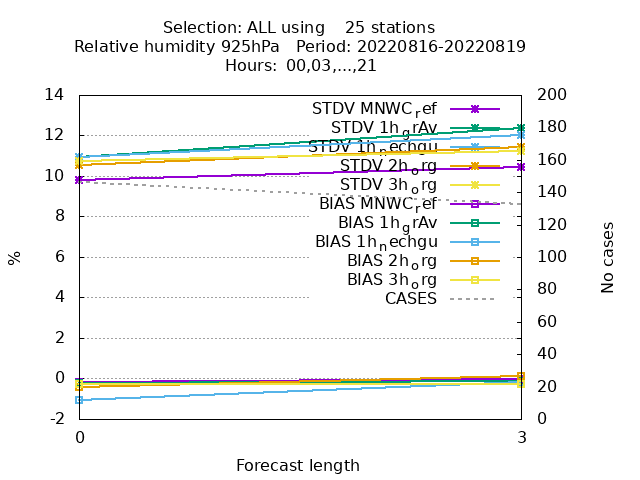 Selection: ALL using    25 stations
Relative humidity 925hPa   Period: 20220816-20220819
Hours: 00,03,...,21
14
12
10
8
6
4
2
0
-2
%
200
180
160
140
120
100
80
60
40
20
0
No cases
STDV MNWC_ref
STDV 1h_grAv
STDV 1h_nechgu
STDV 2h_org
STDV 3h_org
BIAS MNWC_ref
BIAS 1h_grAv
BIAS 1h_nechgu
BIAS 2h_org
BIAS 3h_org
CASES
0
3
Forecast length